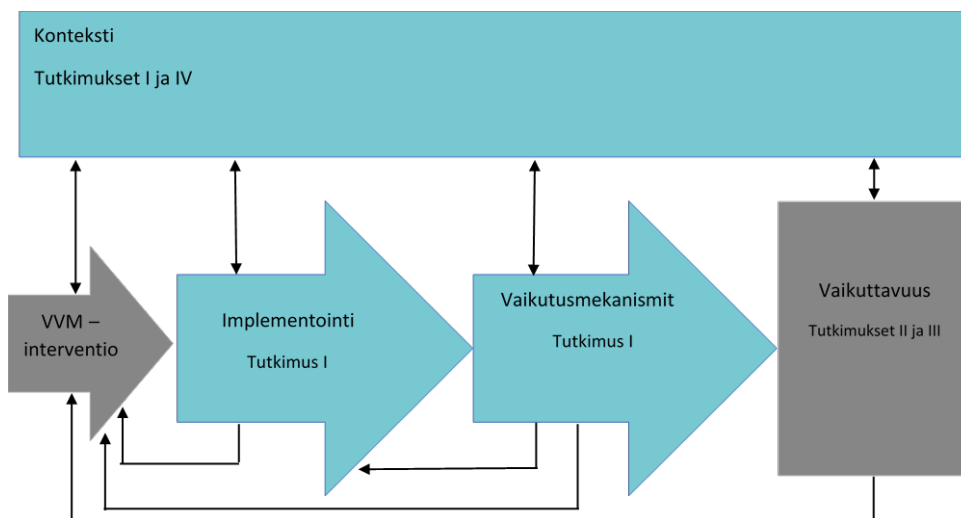 Konteksti
Tutkimukset I ja IV
VVM –
interventio
Implementointi
Tutkimus I
Vaikutusmekanismit
Tutkimus I
Vaikuttavuus
Tutkimukset II ja III